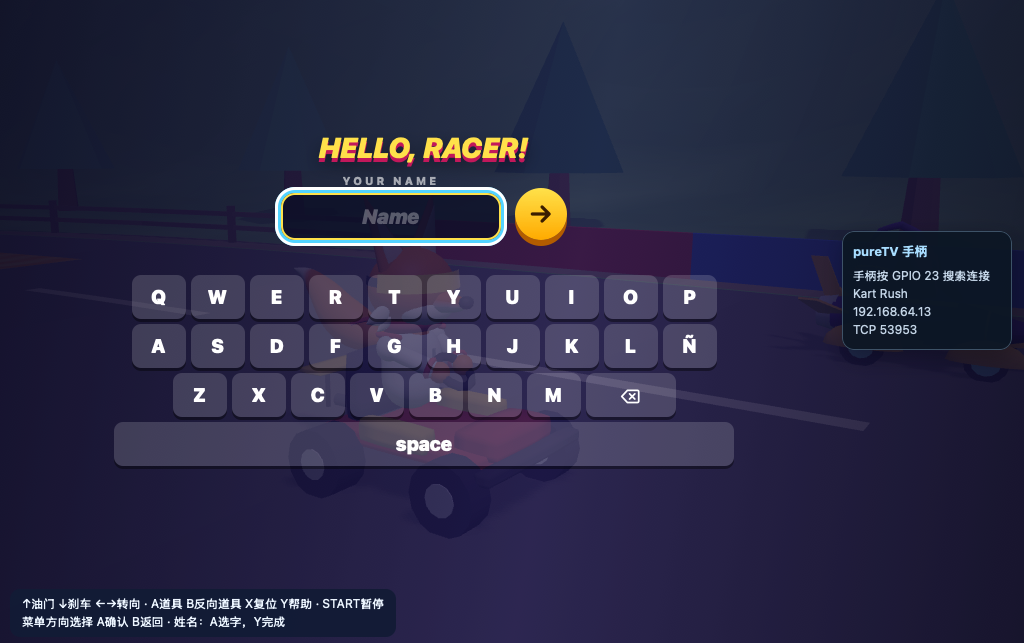 HELLO, RACER!
YOUR NAME
Name
Q W E R T Y U I O P
A S D F G H J K L Ñ
Z X C V B N M
space
pureTV 手柄
手柄按 GPIO 23 搜索连接
Kart Rush
192.168.64.13
TCP 53953
↑油门 ↓刹车 ←→转向 · A道具 B反向道具 X复位 Y帮助 · START暂停
菜单方向选择 A确认 B返回 · 姓名：A选字，Y完成